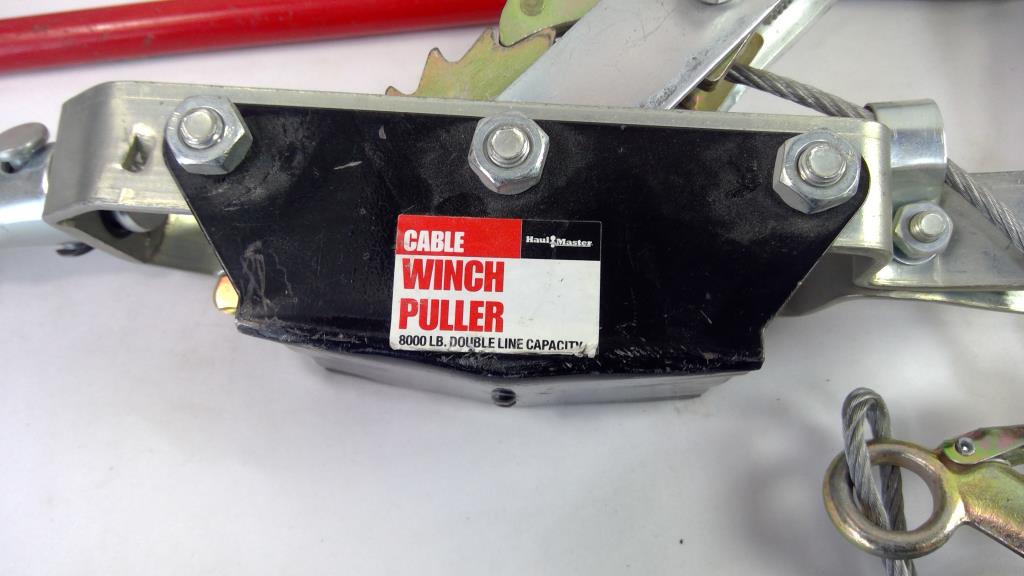 CABLE
Haul Master
WINCH
PULLER
8000 LB. DOUBLE LINE CAPACITY